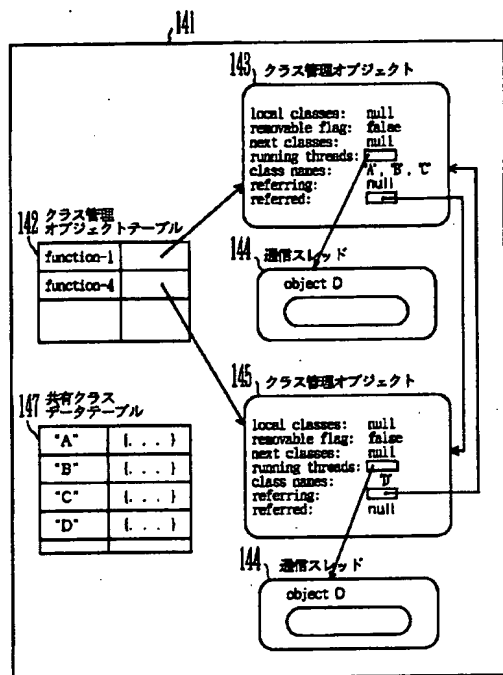 141
143 クラス管理オブジェクト
local classes: null
removable flag: false
next classes: null
running threads:
class names: 'A', 'B', 'C'
referring: null
referred:
142 クラス管理
オブジェクトテーブル
function-1
function-4
144 通信スレッド
object D
145 クラス管理オブジェクト
local classes: null
removable flag: false
next classes: null
running threads:
class names: 'D'
referring:
referred: null
147 共有クラス
データテーブル
"A" {. . . }
"B" {. . . }
"C" {. . . }
"D" {. . . }
144 通信スレッド
object D